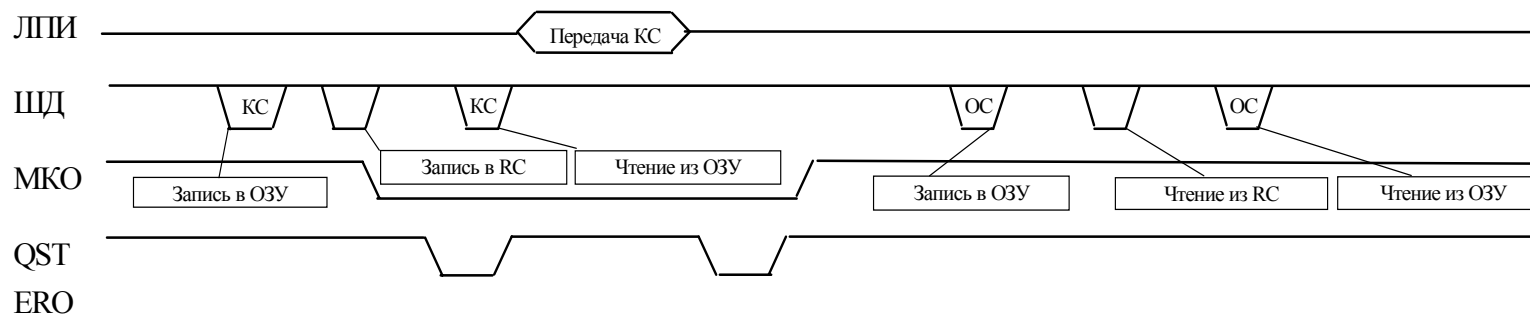 ЛПИ
Передача КС
ШД
КС
КС
ОС
ОС
Запись в RC
Чтение из ОЗУ
МКО
Запись в ОЗУ
Запись в ОЗУ
Чтение из RC
Чтение из ОЗУ
QST
ERO